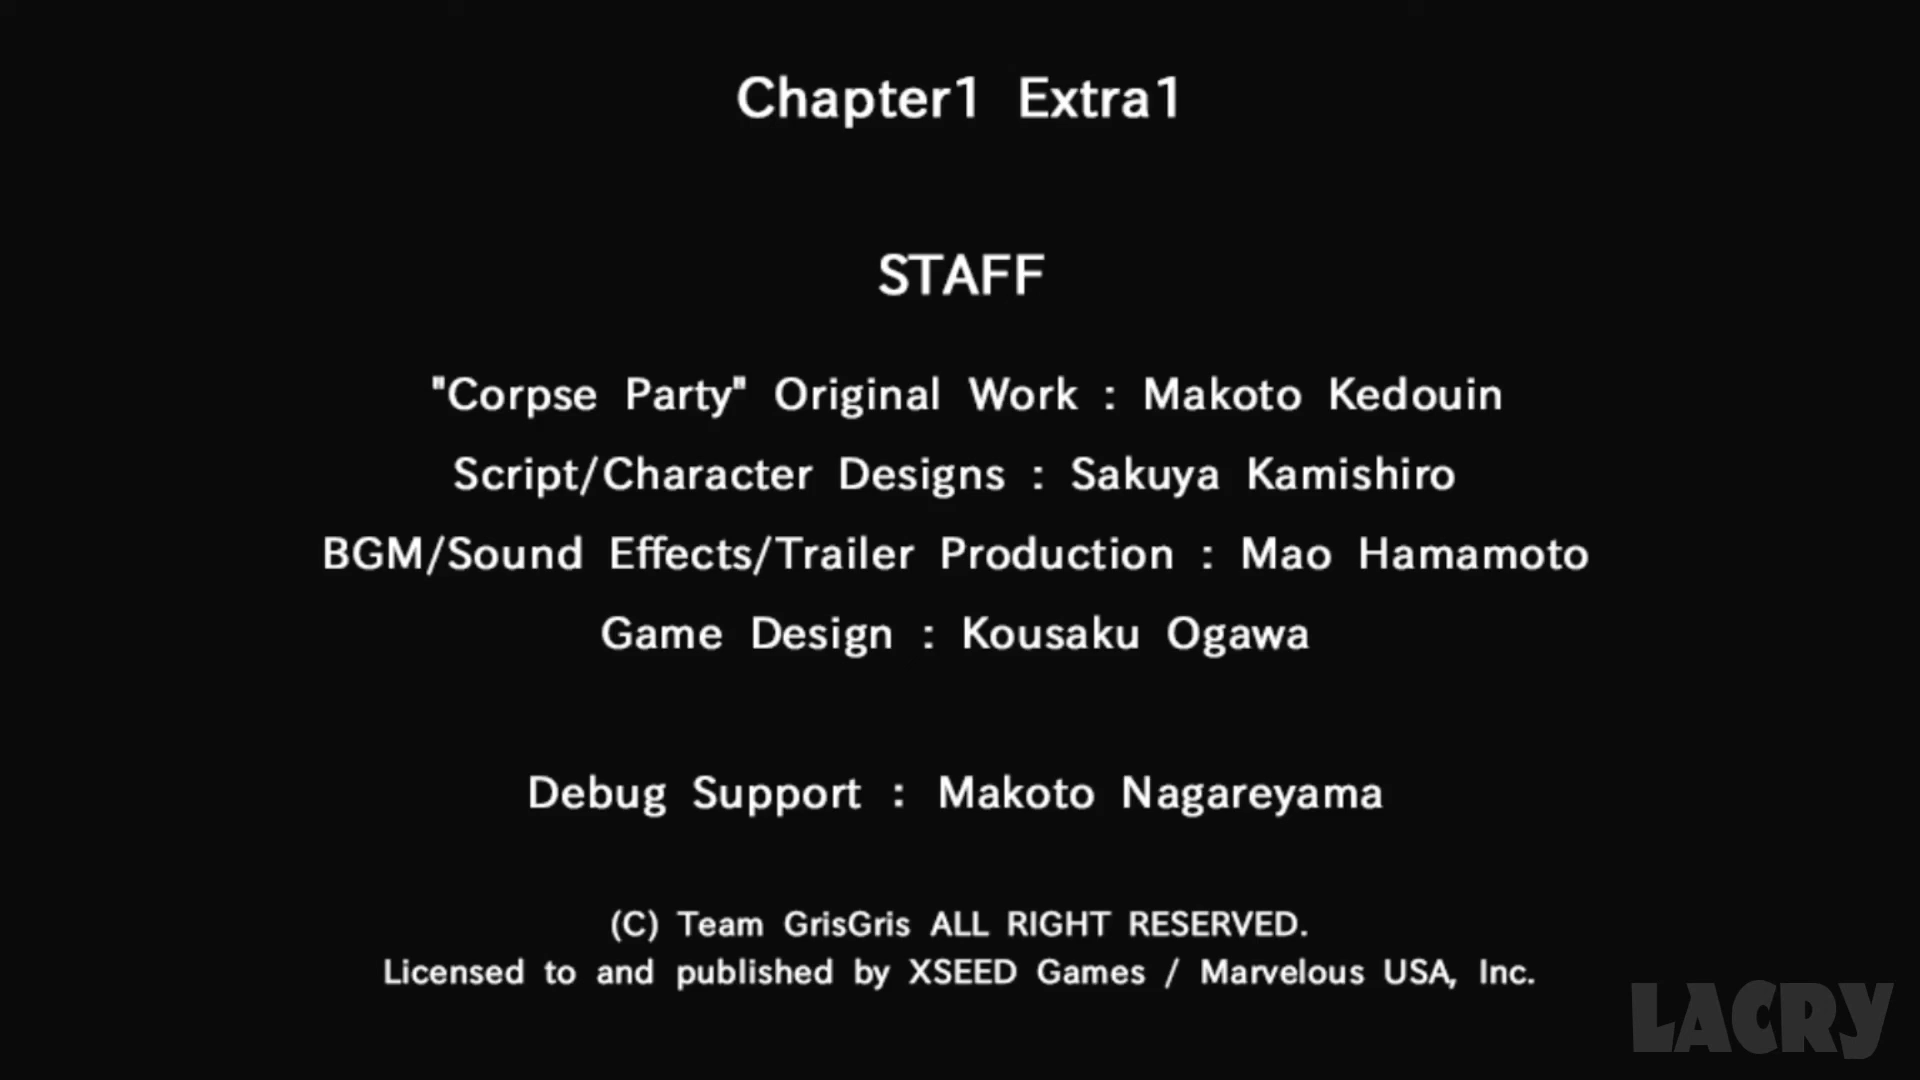 Chapter1 Extra1
STAFF
"Corpse Party" Original Work : Makoto Kedouin
Script/Character Designs : Sakuya Kamishiro
BGM/Sound Effects/Trailer Production : Mao Hamamoto
Game Design : Kousaku Ogawa
Debug Support : Makoto Nagareyama
(C) Team GrisGris ALL RIGHT RESERVED.
Licensed to and published by XSEED Games / Marvelous USA, Inc.
LACRY